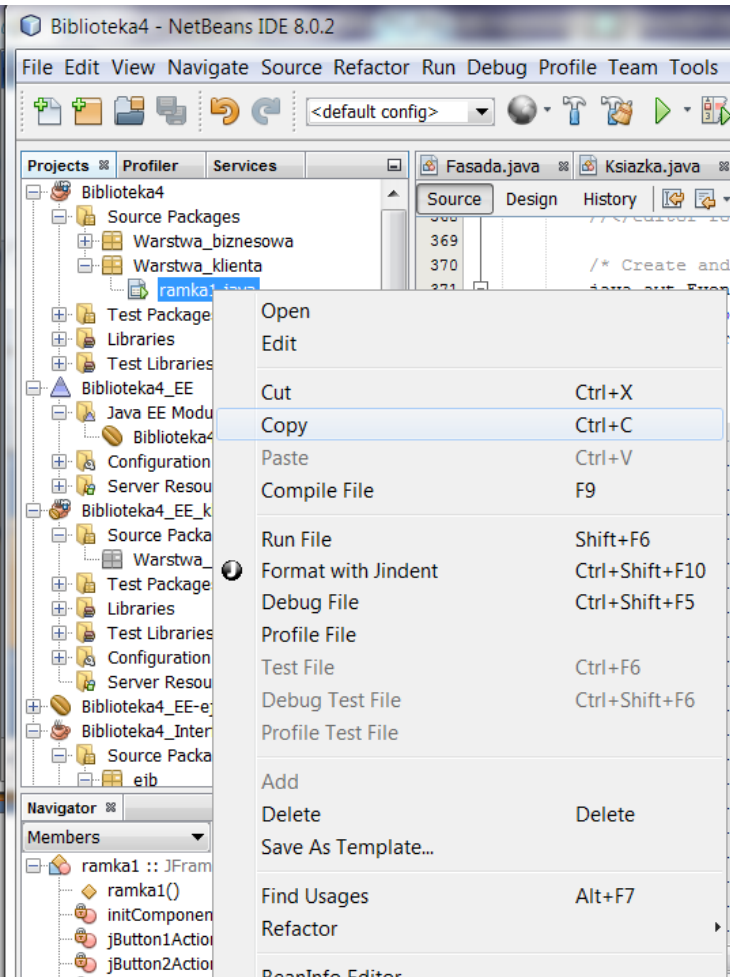 Biblioteka4 - NetBeans IDE 8.0.2
File Edit View Navigate Source Refactor Run Debug Profile Team Tools
<default config>
Projects Profiler Services
Fasada.java Ksiazka.java
Source Design History
Biblioteka4
Source Packages
Warstwa_biznesowa
369
Warstwa_klienta
370 /* Create and
ramka1.java
371
Test Package
Libraries
Test Libraries
Biblioteka4_EE
Java EE Modu
Biblioteka4
Configuration
Server Resou
Biblioteka4_EE_k
Source Packa
Warstwa_
Test Package
Libraries
Test Libraries
Configuration
Server Resou
Biblioteka4_EE-ej
Biblioteka4_Inter
Source Packa
ejb
Open
Edit
Cut Ctrl+X
Copy Ctrl+C
Paste Ctrl+V
Compile File F9
Run File Shift+F6
Format with Jindent Ctrl+Shift+F10
Debug File Ctrl+Shift+F5
Profile File
Test File Ctrl+F6
Debug Test File Ctrl+Shift+F6
Profile Test File
Add
Delete Delete
Save As Template...
Find Usages Alt+F7
Refactor
BeanInfo Editor
Navigator
Members
ramka1 :: JFram
ramka1()
initComponen
jButton1Action
jButton2Action